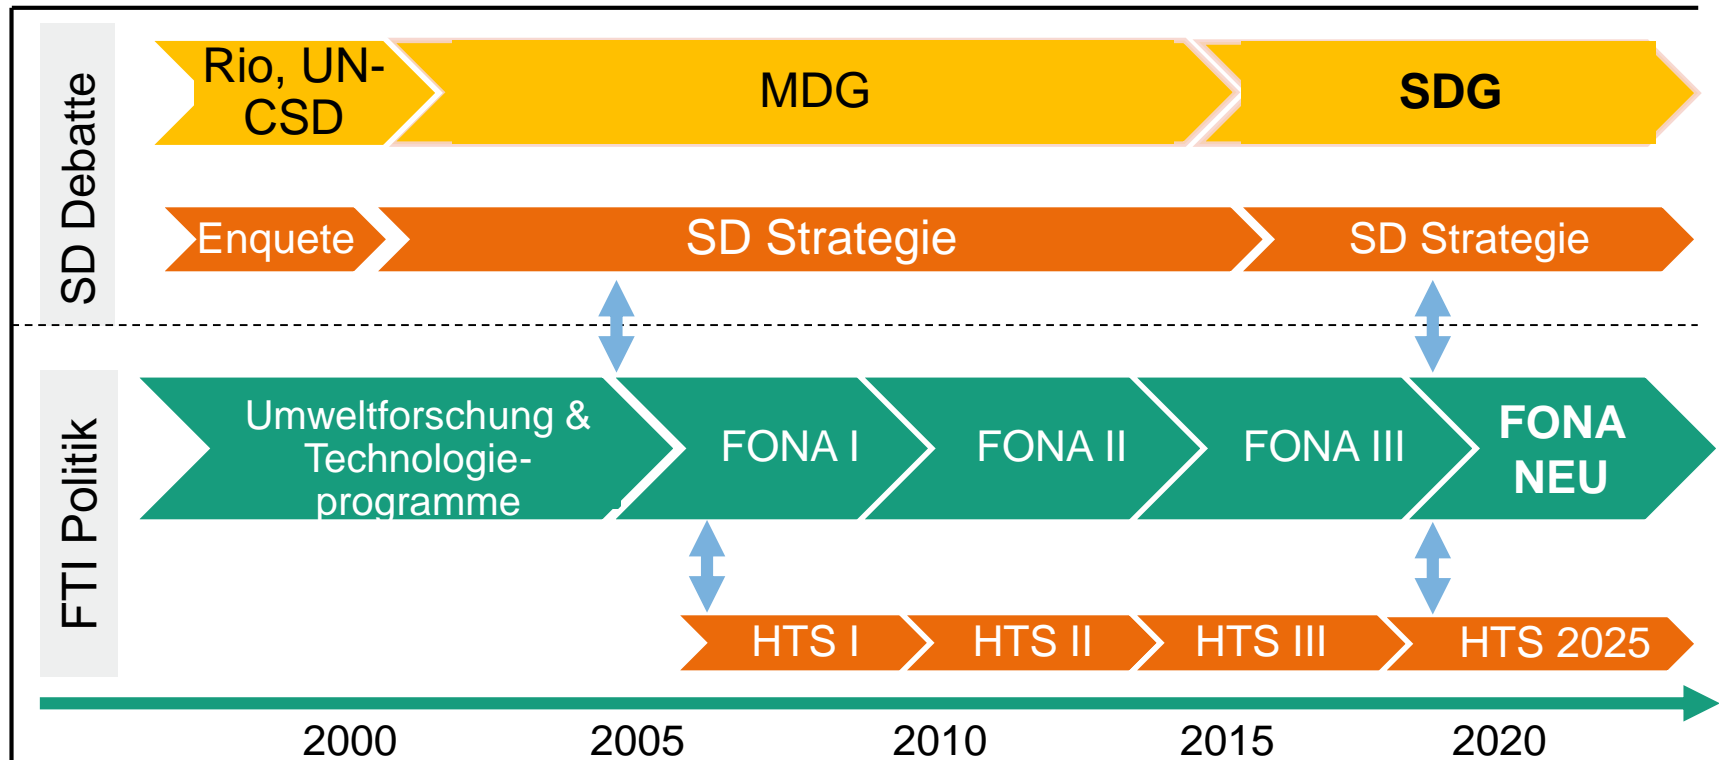 SD Debatte
Rio, UN-
CSD
MDG
SDG
Enquete
SD Strategie
SD Strategie
FTI Politik
Umweltforschung &
Technologie-
programme
FONA I
FONA II
FONA III
FONA
NEU
HTS I
HTS II
HTS III
HTS 2025
2000
2005
2010
2015
2020